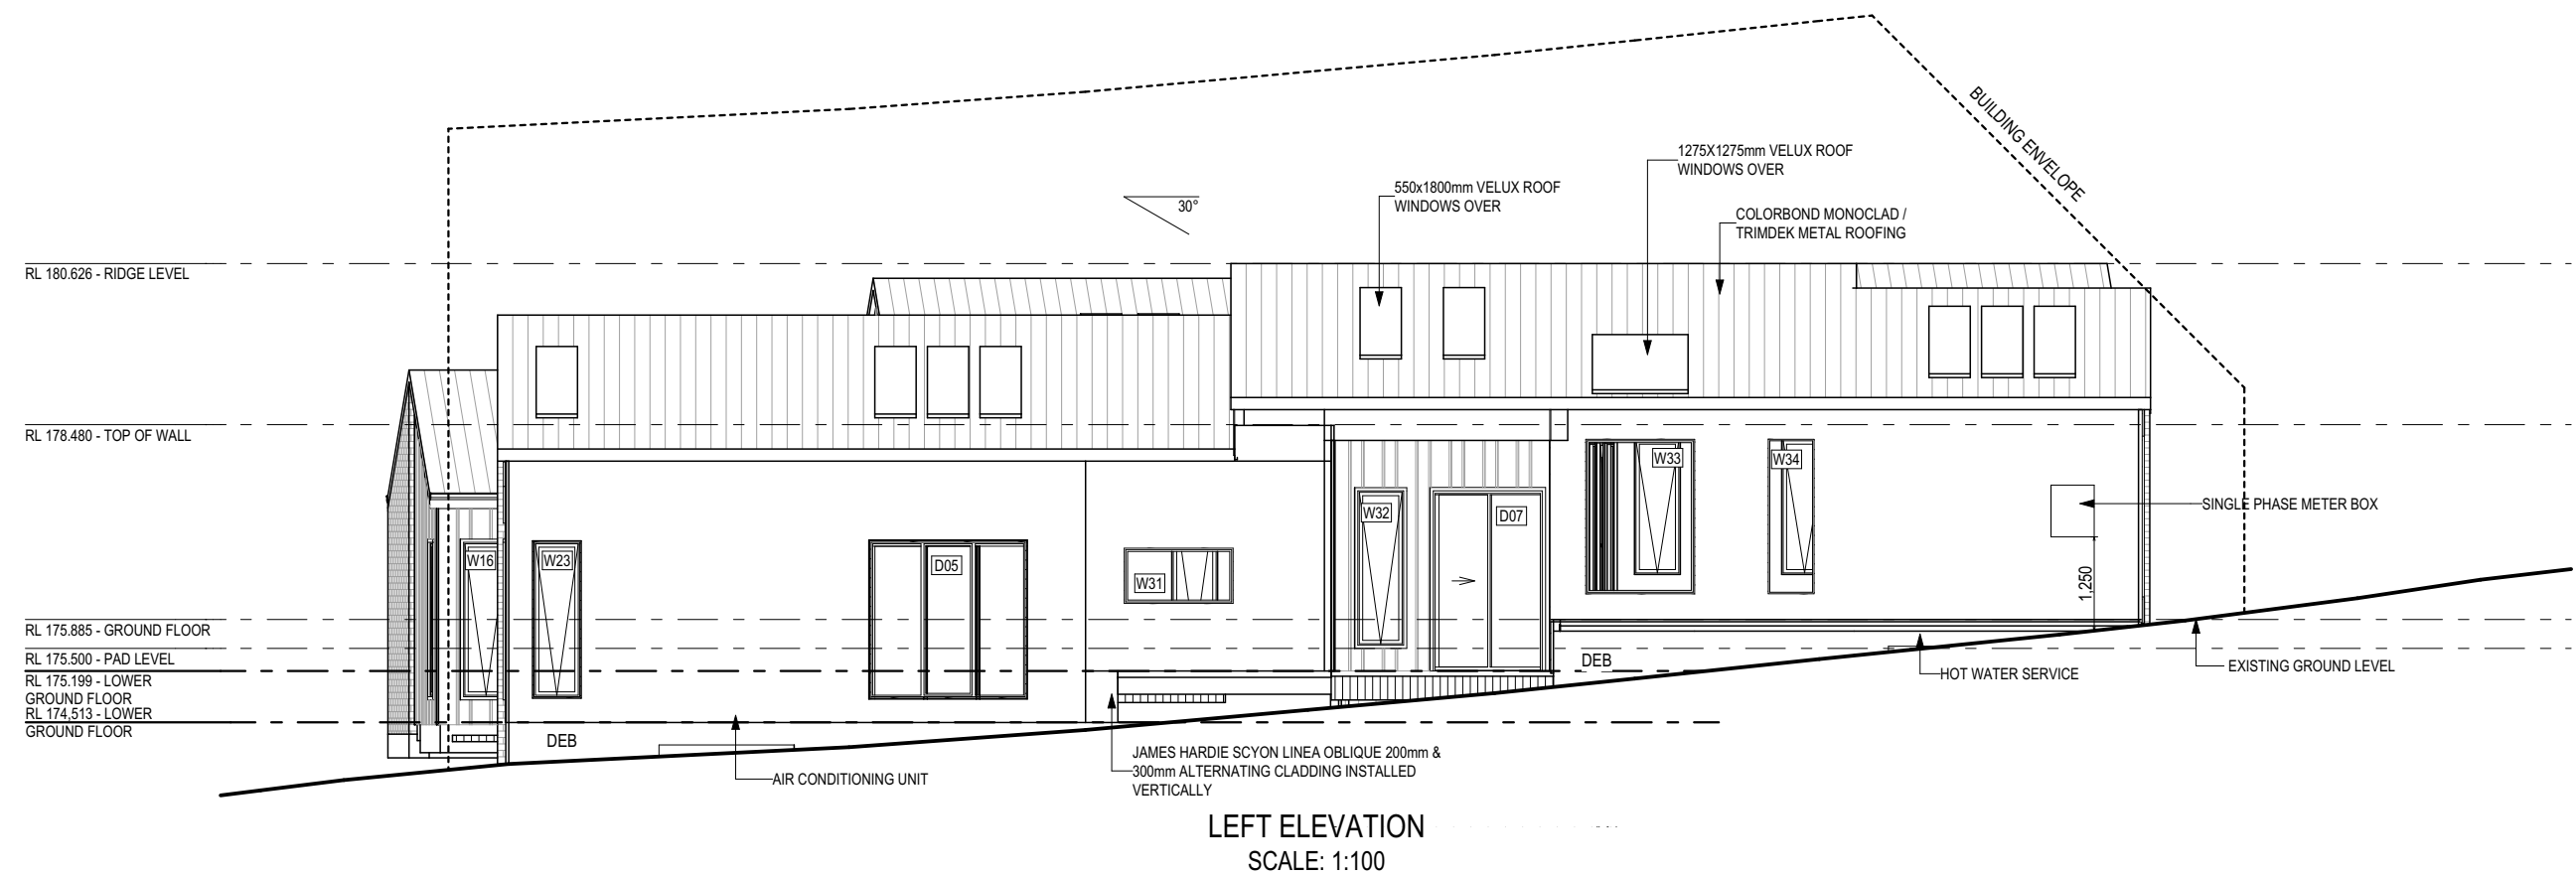 BUILDING ENVELOPE
1275X1275mm VELUX ROOF
WINDOWS OVER
550x1800mm VELUX ROOF
WINDOWS OVER
30°
COLORBOND MONOCLAD /
TRIMDEK METAL ROOFING
RL 180.626 - RIDGE LEVEL
RL 178.480 - TOP OF WALL
W33
W34
SINGLE PHASE METER BOX
W32
D07
W16
W23
D05
W31
1,250
RL 175.885 - GROUND FLOOR
RL 175.500 - PAD LEVEL
DEB
EXISTING GROUND LEVEL
HOT WATER SERVICE
RL 175.199 - LOWER
GROUND FLOOR
RL 174,513 - LOWER
GROUND FLOOR
DEB
AIR CONDITIONING UNIT
JAMES HARDIE SCYON LINEA OBLIQUE 200mm &
300mm ALTERNATING CLADDING INSTALLED
VERTICALLY
LEFT ELEVATION
SCALE: 1:100